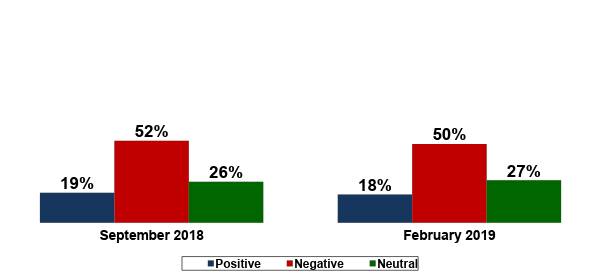 52%
50%
19%
26%
18%
27%
September 2018
February 2019
Positive Negative Neutral